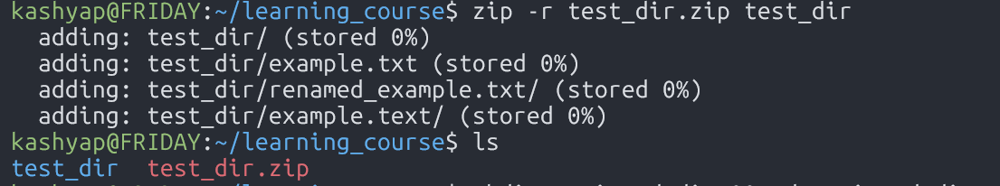 kashyap@FRIDAY:~/learning_course$ zip -r test_dir.zip test_dir
  adding: test_dir/ (stored 0%)
  adding: test_dir/example.txt (stored 0%)
  adding: test_dir/renamed_example.txt/ (stored 0%)
  adding: test_dir/example.text/ (stored 0%)
kashyap@FRIDAY:~/learning_course$ ls
test_dir  test_dir.zip